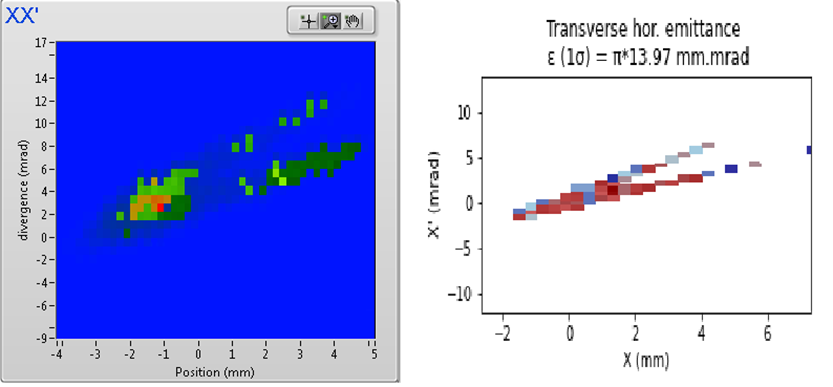 XX'
17
14
12
10
8
6
4
2
0
-2
-4
-6
-9
divergence (mrad)
-4 -3 -2 -1 0 1 2 3 4 5
Position (mm)
Transverse hor. emittance
ε (1σ) = π*13.97 mm.mrad
10
5
0
−5
−10
X' (mrad)
−2 0 2 4 6
X (mm)